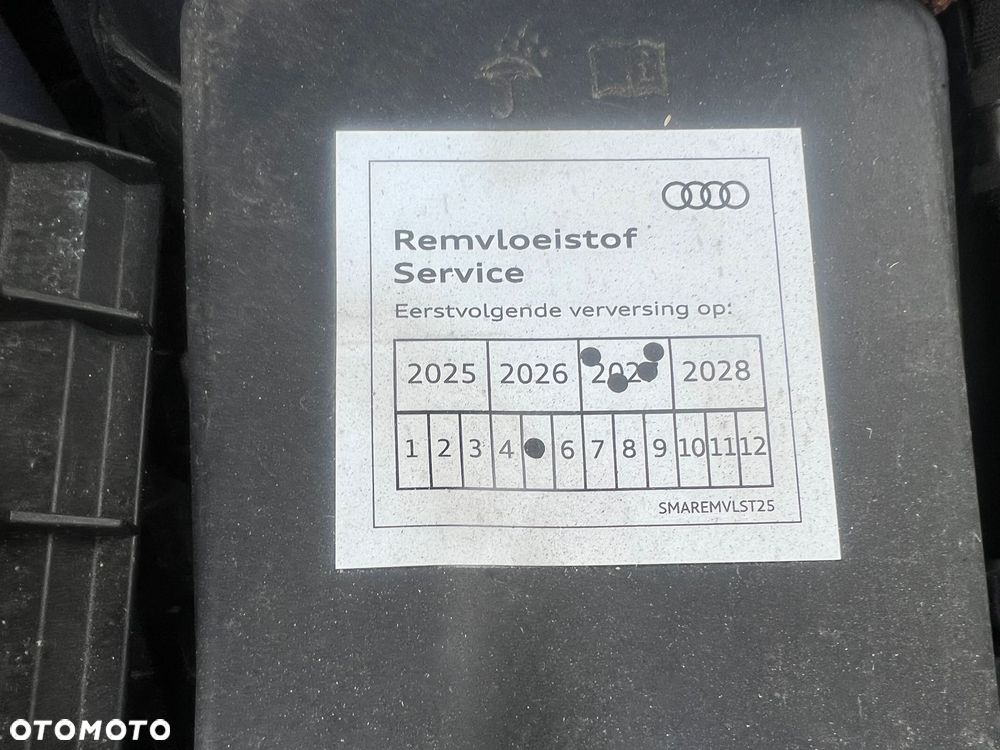 Remvloeistof
Service
Eerstvolgende verversing op:
2025 2026 2027 2028
1 2 3 4 6 7 8 9 10 11 12
SMAREMVLST25
OTOMOTO